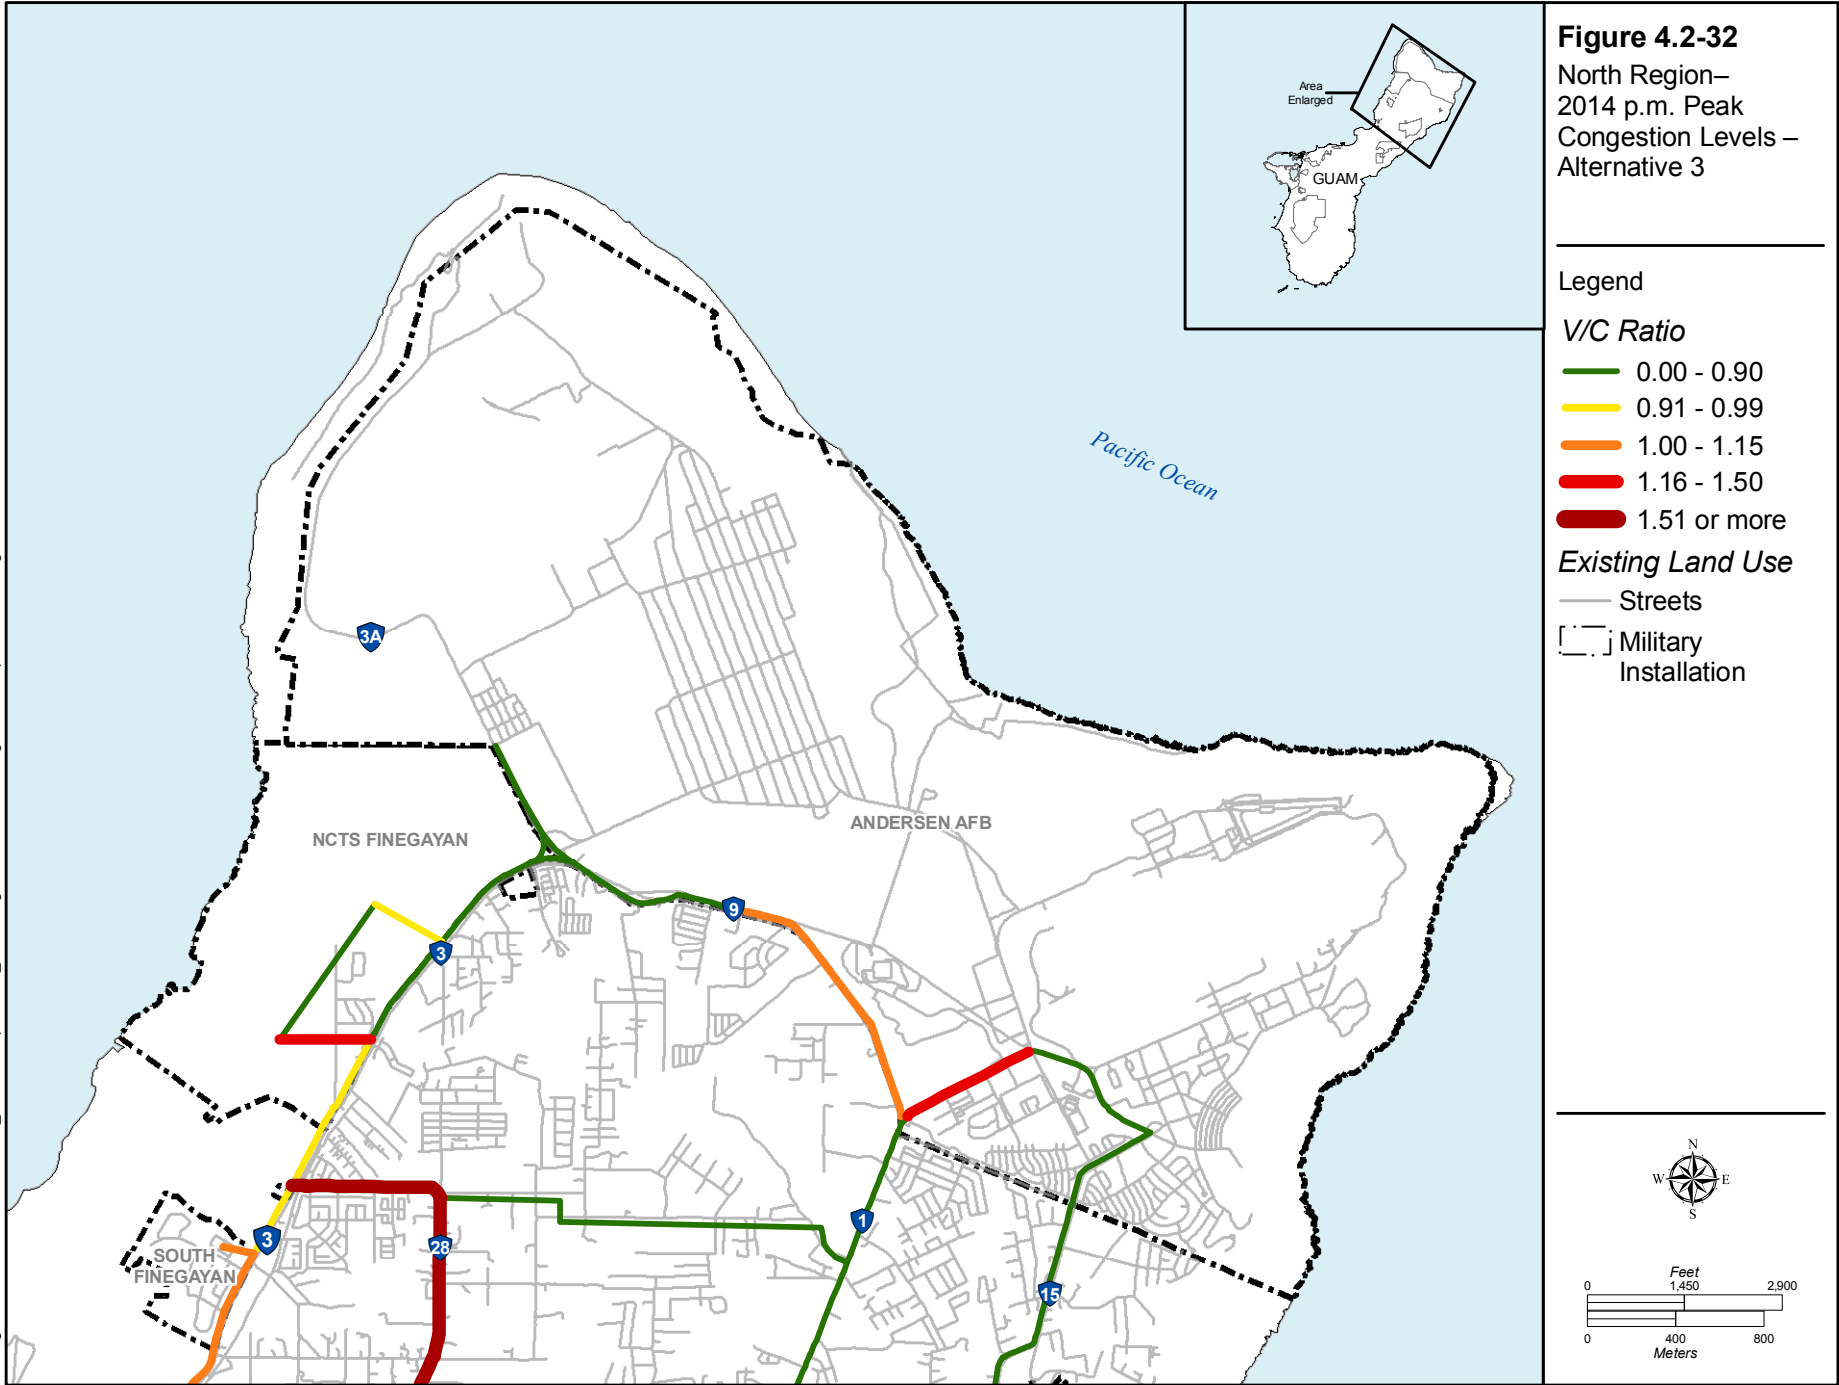 Figure 4.2-32
North Region–
2014 p.m. Peak
Congestion Levels –
Alternative 3
Area
Enlarged
GUAM
Legend
V/C Ratio
0.00 - 0.90
0.91 - 0.99
1.00 - 1.15
1.16 - 1.50
1.51 or more
Existing Land Use
Streets
Military
Installation
Pacific Ocean
3A
NCTS FINEGAYAN
ANDERSEN AFB
9
3
1
3
28
SOUTH
FINEGAYAN
15
N
W E
S
Feet
0 1,450 2,900
0 400 800
Meters